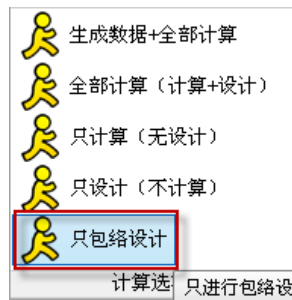 生成数据+全部计算
全部计算（计算+设计）
只计算（无设计）
只设计（不计算）
只包络设计
计算选
只进行包络设